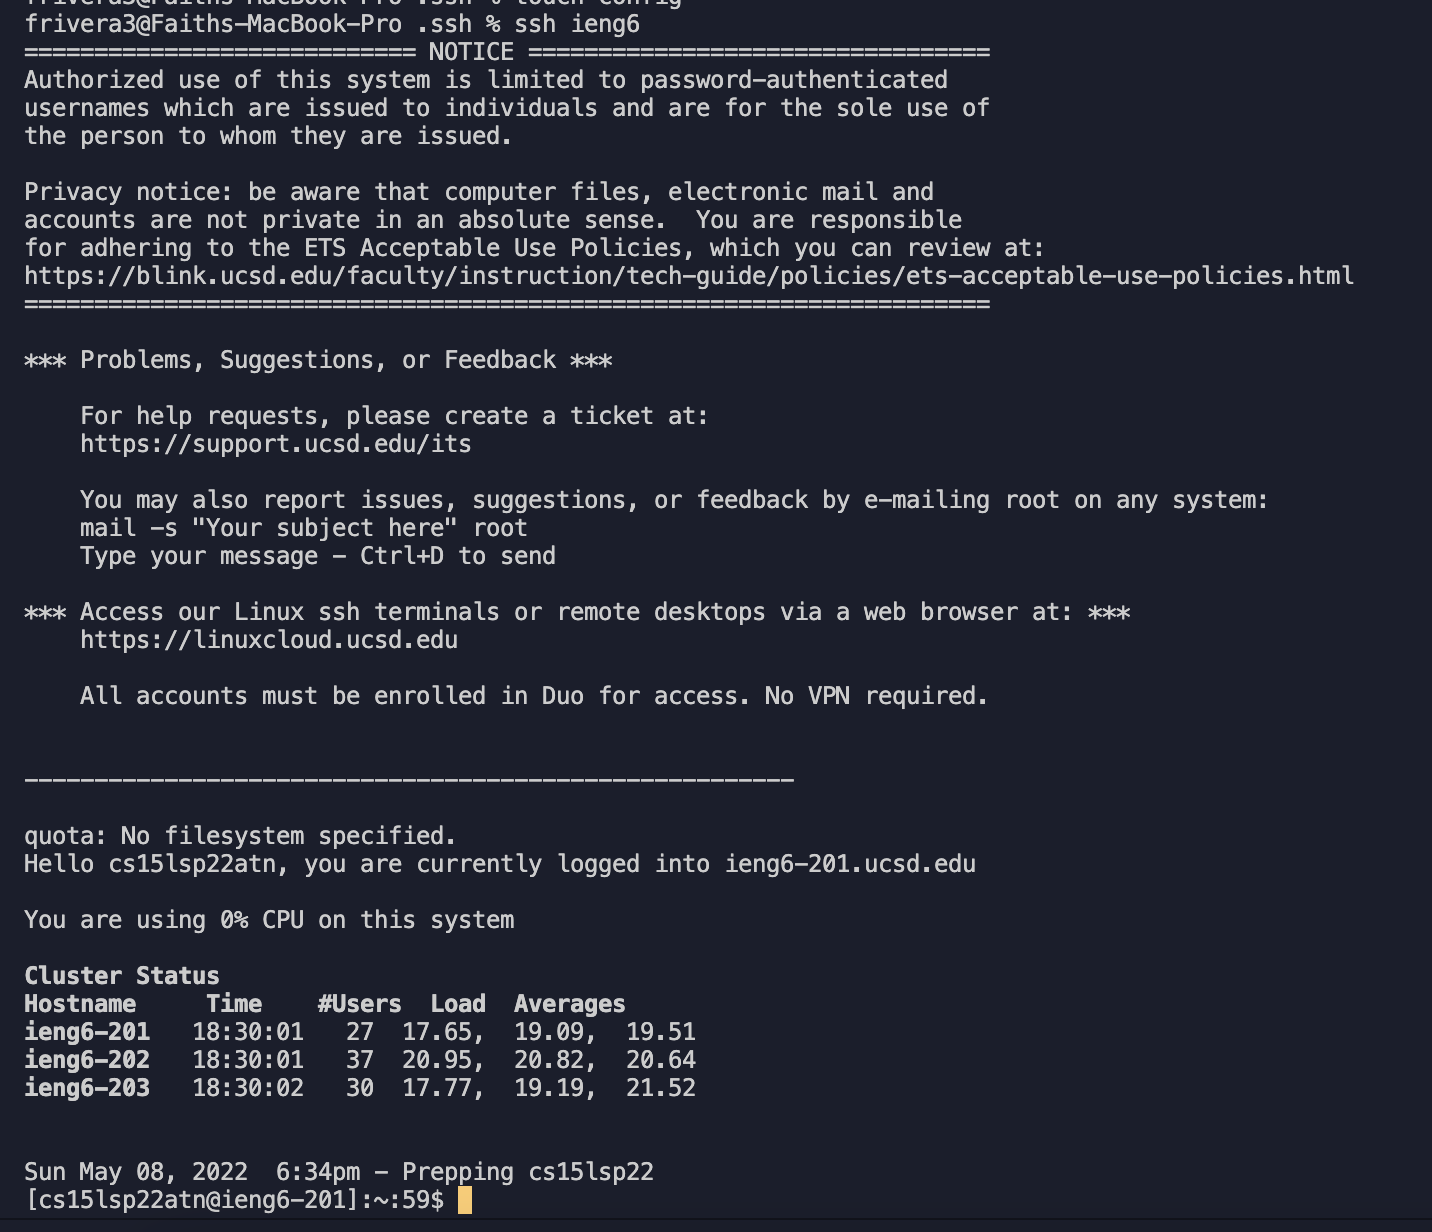 frivera3@Faiths-MacBook-Pro .ssh % touch config
frivera3@Faiths-MacBook-Pro .ssh % ssh ieng6
============================ NOTICE =================================
Authorized use of this system is limited to password-authenticated
usernames which are issued to individuals and are for the sole use of
the person to whom they are issued.

Privacy notice: be aware that computer files, electronic mail and
accounts are not private in an absolute sense.  You are responsible
for adhering to the ETS Acceptable Use Policies, which you can review at:
https://blink.ucsd.edu/faculty/instruction/tech-guide/policies/ets-acceptable-use-policies.html
=====================================================================

*** Problems, Suggestions, or Feedback ***

    For help requests, please create a ticket at:
    https://support.ucsd.edu/its

    You may also report issues, suggestions, or feedback by e-mailing root on any system:
    mail -s "Your subject here" root
    Type your message - Ctrl+D to send

*** Access our Linux ssh terminals or remote desktops via a web browser at: ***
    https://linuxcloud.ucsd.edu

    All accounts must be enrolled in Duo for access. No VPN required.

-------------------------------------------------------

quota: No filesystem specified.
Hello cs15lsp22atn, you are currently logged into ieng6-201.ucsd.edu

You are using 0% CPU on this system

Cluster Status
Hostname     Time    #Users  Load  Averages
ieng6-201   18:30:01   27  17.65,  19.09,  19.51
ieng6-202   18:30:01   37  20.95,  20.82,  20.64
ieng6-203   18:30:02   30  17.77,  19.19,  21.52

Sun May 08, 2022  6:34pm - Prepping cs15lsp22
[cs15lsp22atn@ieng6-201]:~:59$